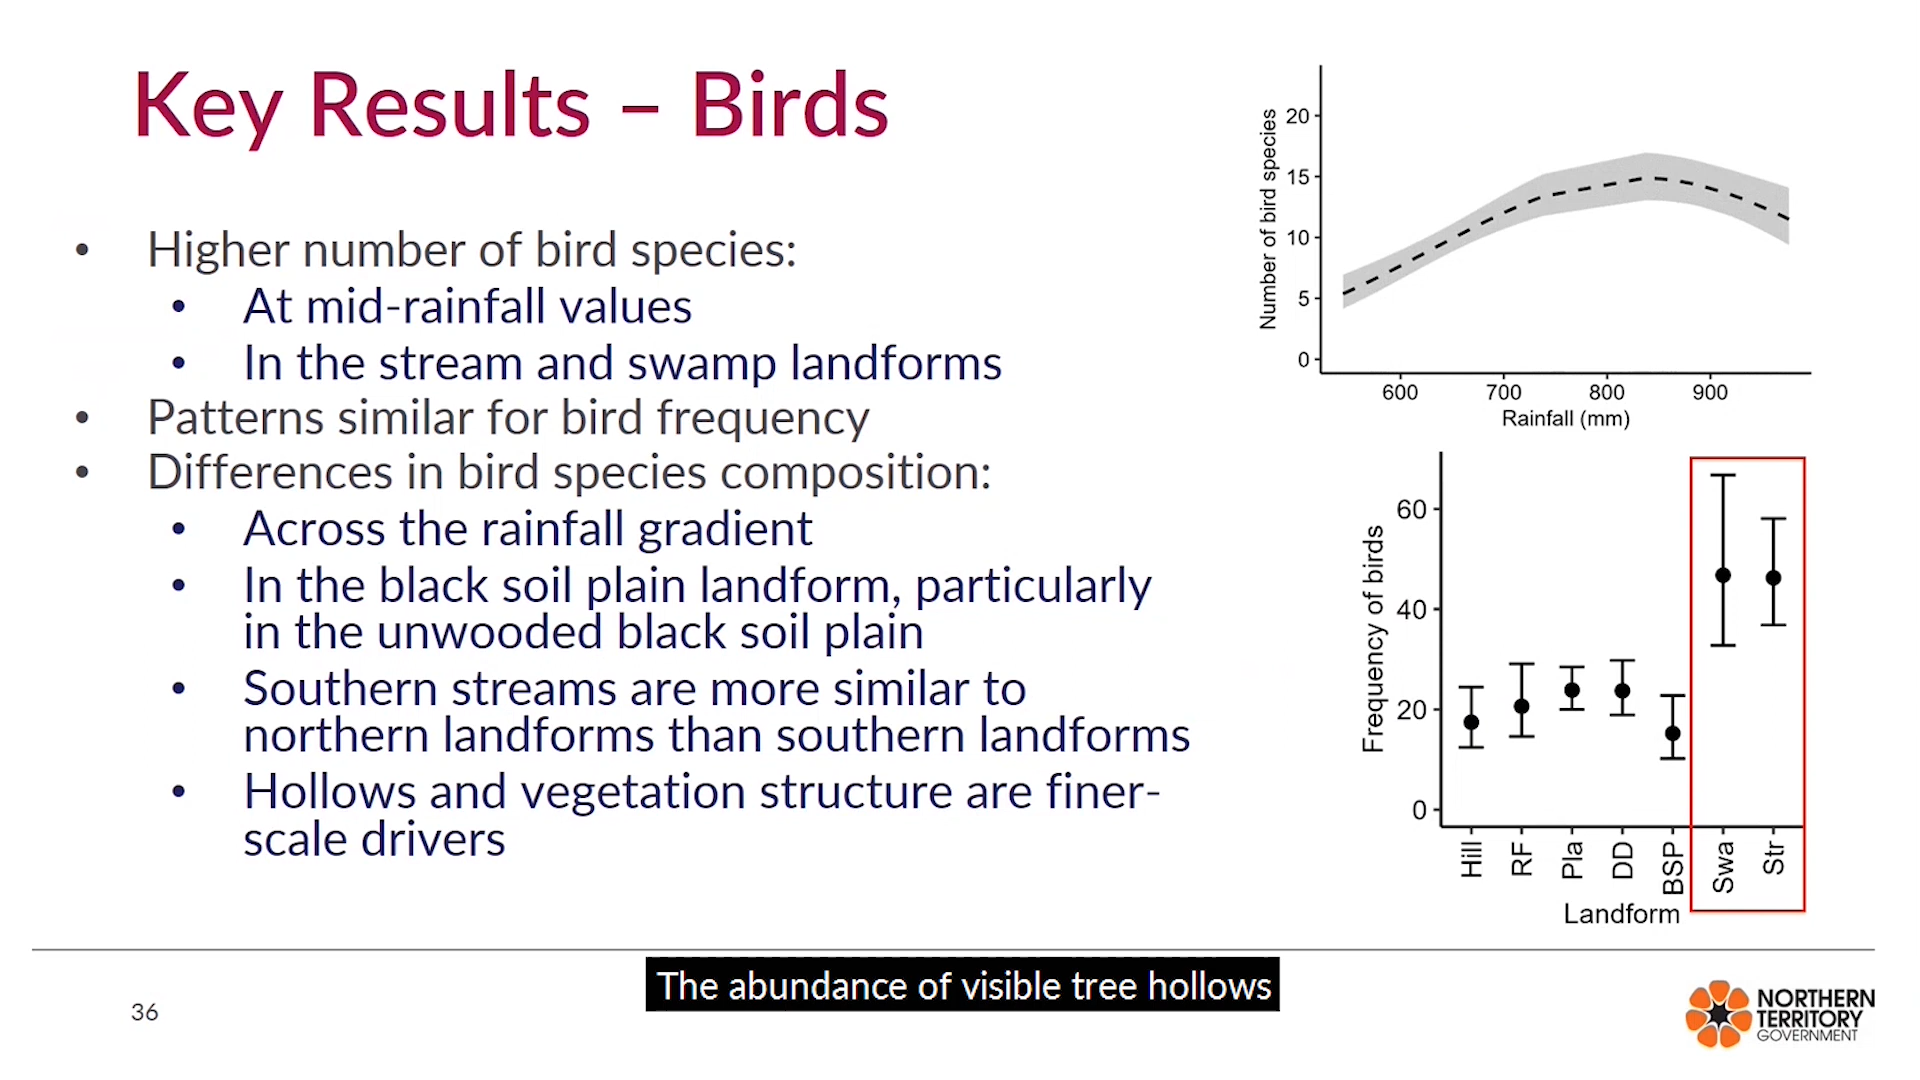 Key Results – Birds
• Higher number of bird species:
• At mid-rainfall values
• In the stream and swamp landforms
• Patterns similar for bird frequency
• Differences in bird species composition:
• Across the rainfall gradient
• In the black soil plain landform, particularly
in the unwooded black soil plain
• Southern streams are more similar to
northern landforms than southern landforms
• Hollows and vegetation structure are finer-
scale drivers
Number of bird species
20
15
10
5
0
600 700 800 900
Rainfall (mm)
Frequency of birds
60
40
20
0
Hill RF Pla DD BSP Swa Str
Landform
The abundance of visible tree hollows
36
NORTHERN
TERRITORY
GOVERNMENT